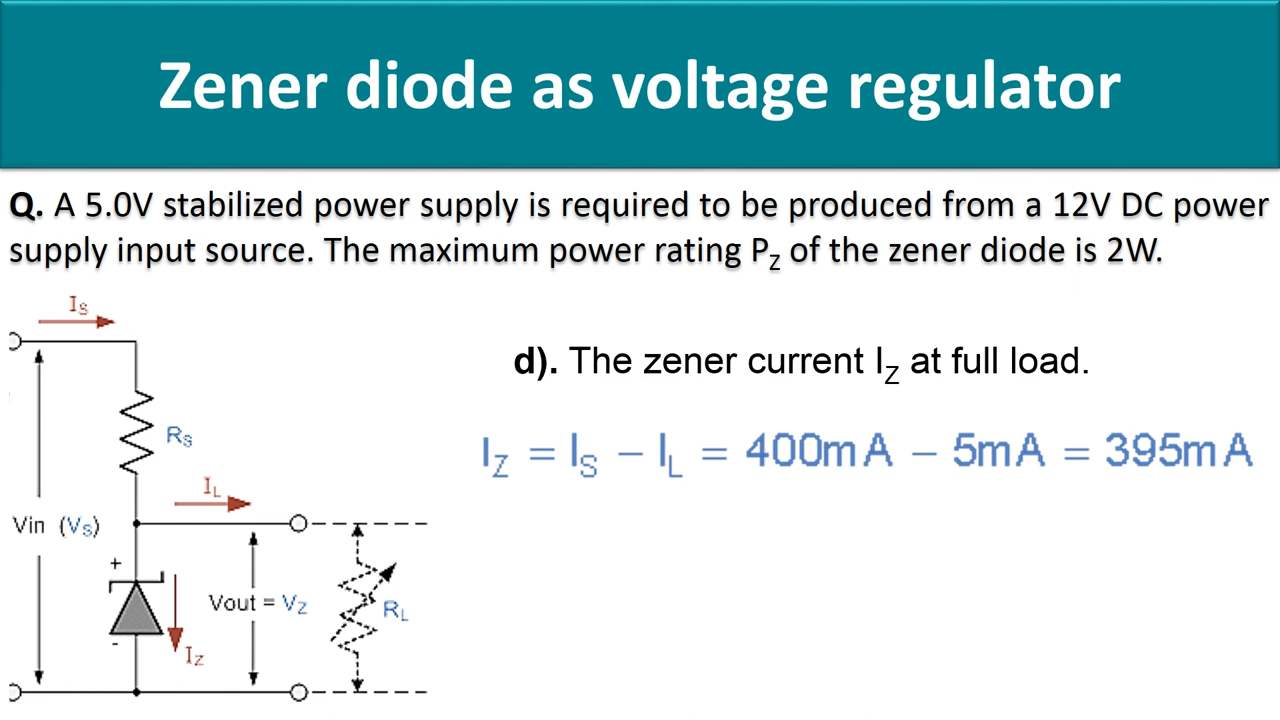 Zener diode as voltage regulator
Q. A 5.0V stabilized power supply is required to be produced from a 12V DC power
supply input source. The maximum power rating PZ of the zener diode is 2W.
IS
d). The zener current IZ at full load.
RS
IZ = IS − IL = 400mA − 5mA = 395mA
IL
Vin (VS)
+
Vout = VZ
RL
-
IZ